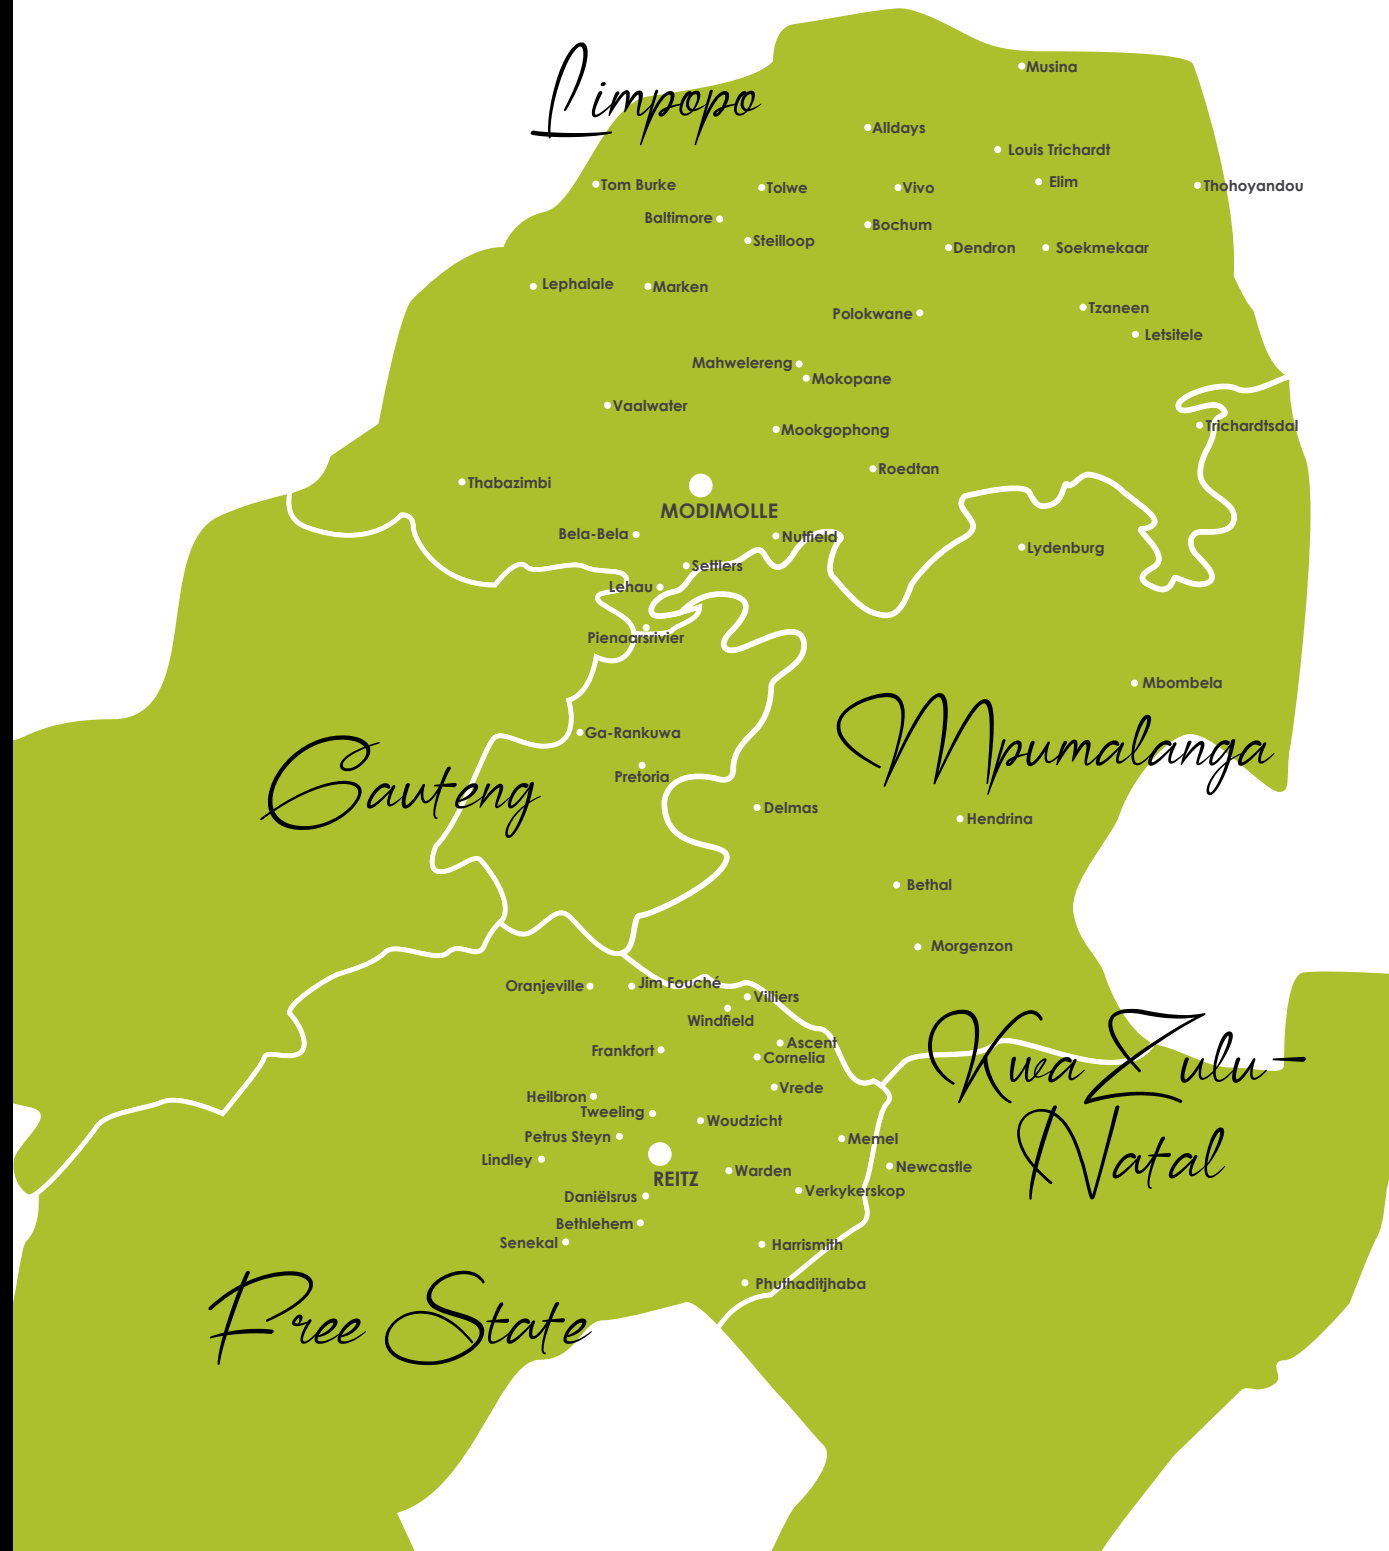 Limpopo
Musina
Alldays
Louis Trichardt
Elim
Tom Burke
Tolwe
Vivo
Thohoyandou
Baltimore
Bochum
Steilloop
Dendron
Soekmekaar
Lephalale
Marken
Tzaneen
Polokwane
Letsitele
Mahwelereng
Mokopane
Vaalwater
Trichardtsdal
Mookgophong
Roedtan
Thabazimbi
MODIMOLLE
Bela-Bela
Nutfield
Lydenburg
Settlers
Lehau
Pienaarsrivier
Mbombela
Ga-Rankuwa
Mpumalanga
Pretoria
Gauteng
Delmas
Hendrina
Bethal
Morgenzon
Oranjeville
Jim Fouché
Villiers
Windfield
Ascent
Frankfort
Cornelia
Kwa Zulu-
Natal
Vrede
Heilbron
Tweeling
Woudzicht
Petrus Steyn
Memel
Lindley
Newcastle
Warden
REITZ
Verkykerskop
Daniëlsrus
Bethlehem
Senekal
Harrismith
Phuthaditjhaba
Free State